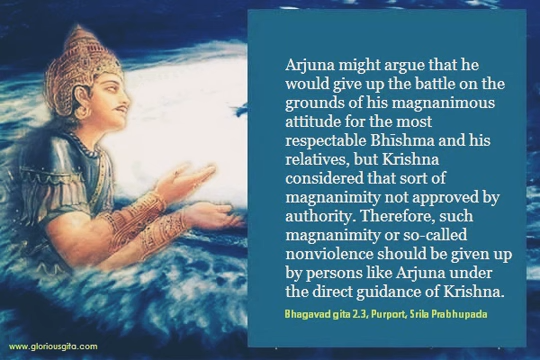 Arjuna might argue that he
would give up the battle on the
grounds of his magnanimous
attitude for the most
respectable Bhīshma and his
relatives, but Krishna
considered that sort of
magnanimity not approved by
authority. Therefore, such
magnanimity or so-called
nonviolence should be given up
by persons like Arjuna under
the direct guidance of Krishna.
Bhagavad gita 2.3, Purport, Srila Prabhupada
www.gloriousgita.com